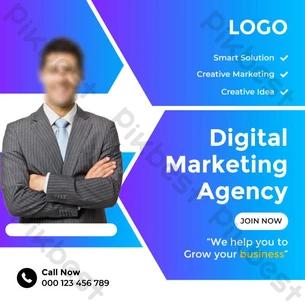 LOGO
Smart Solution
Creative Marketing
Creative Idea
Digital
Marketing
Agency
JOIN NOW
"We help you to
Grow your business"
Call Now
000 123 456 789
pikbest